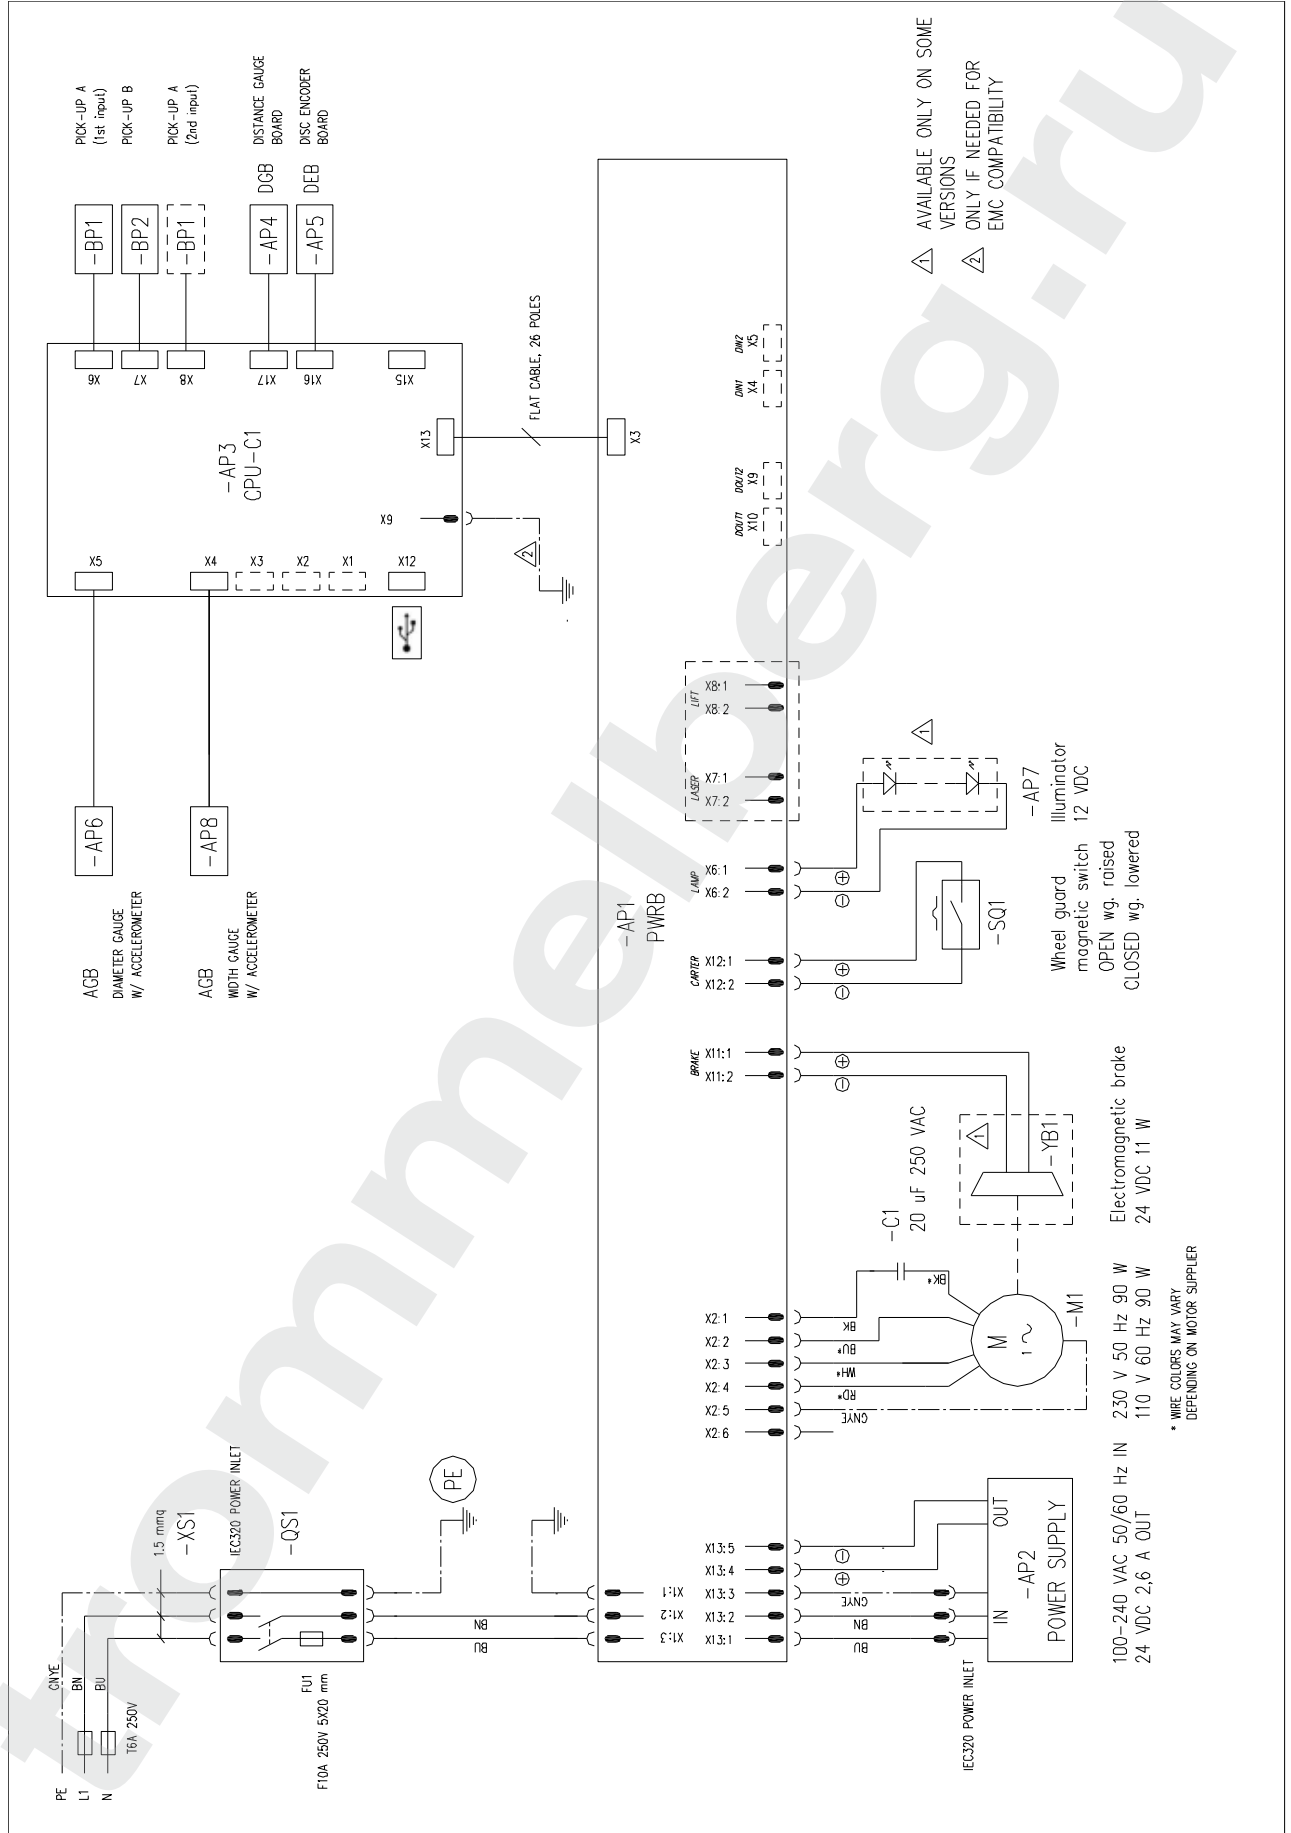 PICK-UP A
(1st input)
PICK-UP B
PICK-UP A
(2nd input)
DISTANCE GAUGE
BOARD
DISC ENCODER
BOARD
DGB
DEB
-BP1
-BP2
-BP1
-AP4
-AP5
X6
X7
X8
X17
X16
X15
-AP3
CPU-C1
X13
X9
X5
X4
X3
X2
X1
X12
FLAT CABLE, 26 POLES
X3
2
-AP6
-AP8
AGB
DIAMETER GAUGE
W/ ACCELEROMETER
AGB
WIDTH GAUGE
W/ ACCELEROMETER
1
AVAILABLE ONLY ON SOME
VERSIONS
2
ONLY IF NEEDED FOR
EMC COMPATIBILITY
-AP1
PWRB
DIN2
X5
DIN1
X4
DOUT2
X9
DOUT1
X10
LIFT
X8:1
X8:2
LASER
X7:1
X7:2
LAMP
X6:1
X6:2
CARTER
X12:1
X12:2
BRAKE
X11:1
X11:2
X2:1
X2:2
X2:3
X2:4
X2:5
X2:6
X13:5
X13:4
X13:3
X13:2
X13:1
X1:1
X1:2
X1:3
1
-AP7
Illuminator
12 VDC
-SQ1
Wheel guard
magnetic switch
OPEN wg. raised
CLOSED wg. lowered
1
-YB1
Electromagnetic brake
24 VDC 11 W
-C1
20 uF 250 VAC
BK*
BK
BU*
WH*
RD*
GNYE
M
1~
-M1
230 V 50 Hz 90 W
110 V 60 Hz 90 W
* WIRE COLORS MAY VARY
DEPENDING ON MOTOR SUPPLIER
PE
L1
N
GNYE
BN
BU
T6A 250V
1.5 mmq
-XS1
IEC320 POWER INLET
-QS1
FU1
F10A 250V 5X20 mm
PE
BN
BU
GNYE
BN
BU
IEC320 POWER INLET
IN
OUT
-AP2
POWER SUPPLY
100-240 VAC 50/60 Hz IN
24 VDC 2,6 A OUT
trommelberg.ru